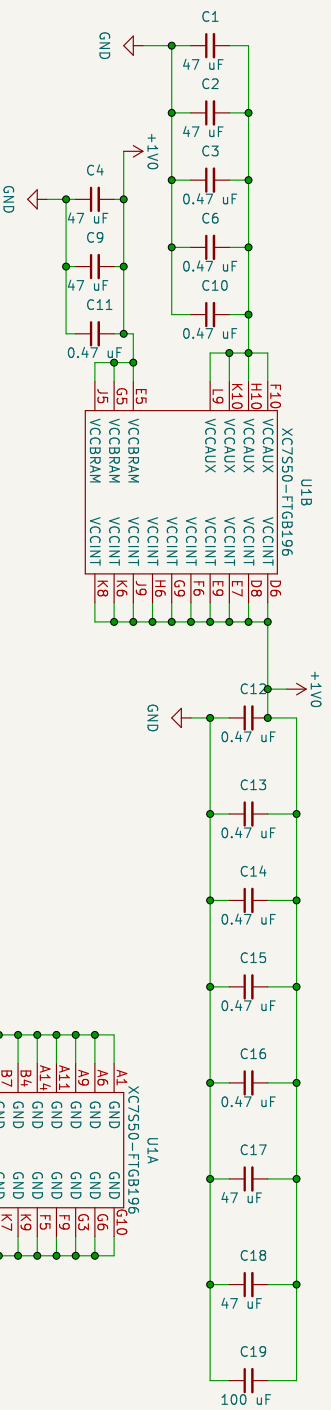 C1
GND
47 uF
C2
47 uF
+1V0
C3
0.47 uF
C4
GND
47 uF
C6
0.47 uF
C9
47 uF
C10
0.47 uF
C11
0.47 uF
J5
G5
E5
L9
K10
H10
F10
VCCBRAM
VCCBRAM
VCCBRAM
VCCAUX
VCCAUX
VCCAUX
VCCAUX
XC7S50-FTGB196
U1B
VCCINT
VCCINT
VCCINT
VCCINT
VCCINT
VCCINT
VCCINT
VCCINT
VCCINT
VCCINT
K8
K6
J9
H6
G9
F6
E9
E7
D8
D6
+1V0
C12
GND
0.47 uF
C13
0.47 uF
C14
0.47 uF
C15
0.47 uF
C16
0.47 uF
C17
47 uF
C18
47 uF
C19
100 uF
B7
B4
A14
A11
A9
A6
A1
GND
GND
GND
GND
GND
GND
GND
XC7S50-FTGB196
U1A
GND
GND
GND
GND
GND
GND
GND
K7
K9
F5
F9
G3
G6
G10